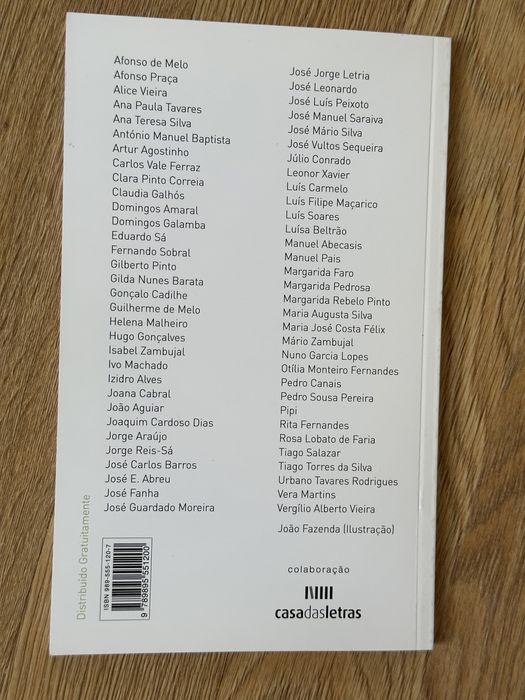 Afonso de Melo
Afonso Praça
Alice Vieira
Ana Paula Tavares
Ana Teresa Silva
António Manuel Baptista
Artur Agostinho
Carlos Vale Ferraz
Clara Pinto Correia
Claudia Galhós
Domingos Amaral
Domingos Galamba
Eduardo Sá
Fernando Sobral
Gilberto Pinto
Gilda Nunes Barata
Gonçalo Cadilhe
Guilherme de Melo
Helena Malheiro
Hugo Gonçalves
Isabel Zambujal
Ivo Machado
Izidro Alves
Joana Cabral
João Aguiar
Joaquim Cardoso Dias
Jorge Araújo
Jorge Reis-Sá
José Carlos Barros
José E. Abreu
José Fanha
José Guardado Moreira
José Jorge Letria
José Leonardo
José Luís Peixoto
José Manuel Saraiva
José Mário Silva
José Vultos Sequeira
Júlio Conrado
Leonor Xavier
Luís Carmelo
Luís Filipe Maçarico
Luís Soares
Luísa Beltrão
Manuel Abecasis
Manuel Pais
Margarida Faro
Margarida Pedrosa
Margarida Rebelo Pinto
Maria Augusta Silva
Maria José Costa Félix
Mário Zambujal
Nuno Garcia Lopes
Otília Monteiro Fernandes
Pedro Canais
Pedro Sousa Pereira
Pipi
Rita Fernandes
Rosa Lobato de Faria
Tiago Salazar
Tiago Torres da Silva
Urbano Tavares Rodrigues
Vera Martins
Vergílio Alberto Vieira
João Fazenda (Ilustração)
Distribuído Gratuitamente
ISBN 989-555-120-7
9 789895 551200
colaboração
casadasletras